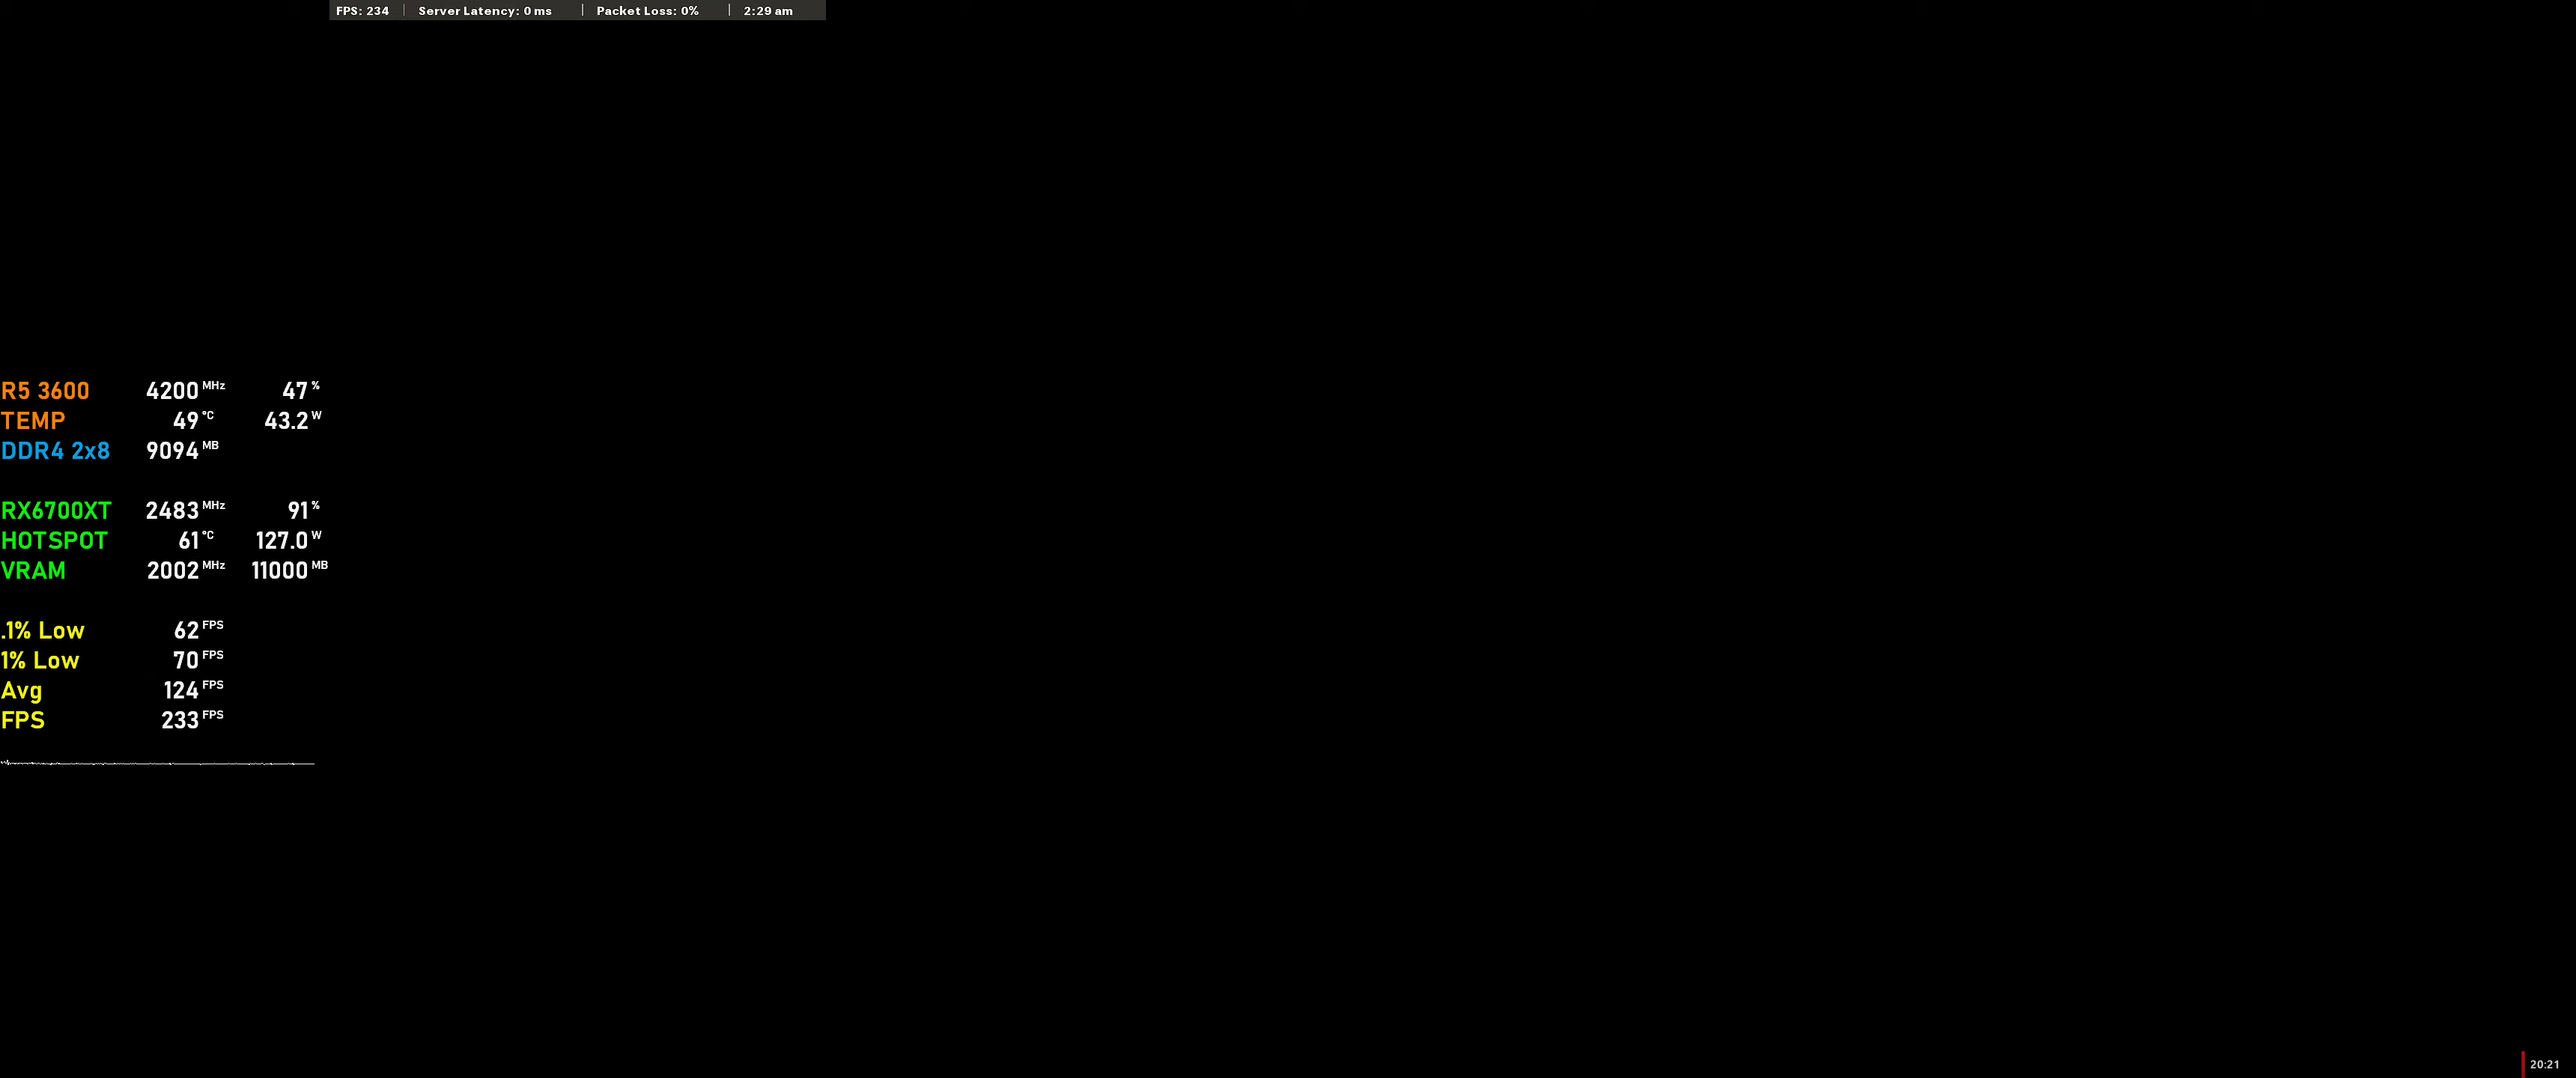 FPS: 234 | Server Latency: 0 ms | Packet Loss: 0% | 2:29 am
R5 3600 4200 MHz 47 %
TEMP 49 °C 43.2 W
DDR4 2x8 9094 MB
RX6700XT 2483 MHz 91 %
HOTSPOT 61 °C 127.0 W
VRAM 2002 MHz 11000 MB
.1% Low 62 FPS
1% Low 70 FPS
Avg 124 FPS
FPS 233 FPS
20:21